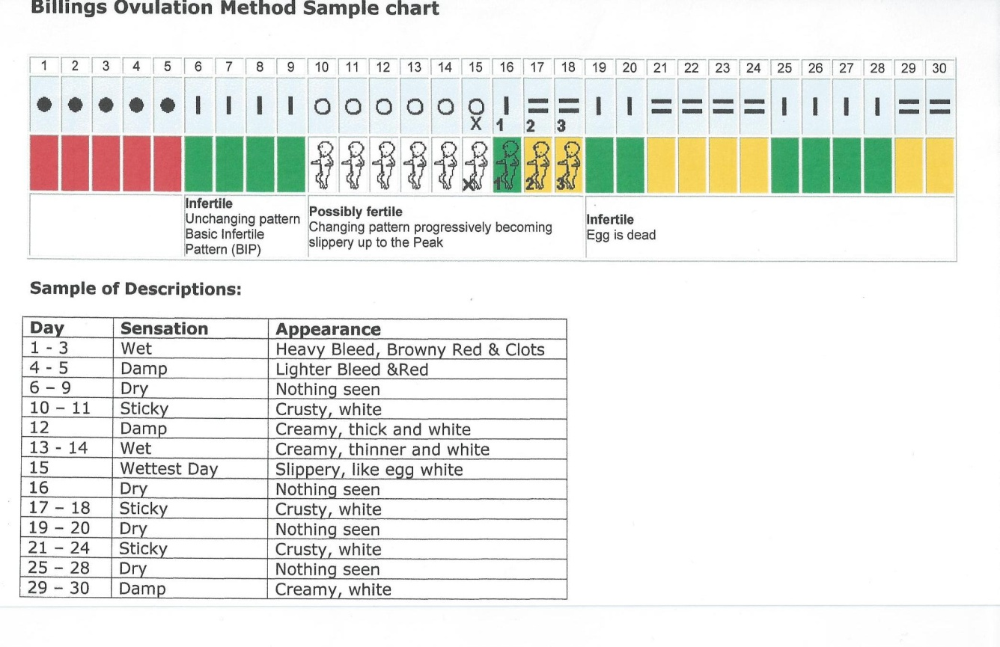 Billings Ovulation Method Sample chart
1 2 3 4 5 6 7 8 9 10 11 12 13 14 15 16 17 18 19 20 21 22 23 24 25 26 27 28 29 30
X 1 2 3
X 1 2 3
Infertile
Unchanging pattern
Basic Infertile
Pattern (BIP)
Possibly fertile
Changing pattern progressively becoming
slippery up to the Peak
Infertile
Egg is dead
Sample of Descriptions:
Day Sensation Appearance
1 - 3 Wet Heavy Bleed, Browny Red & Clots
4 - 5 Damp Lighter Bleed &Red
6 – 9 Dry Nothing seen
10 – 11 Sticky Crusty, white
12 Damp Creamy, thick and white
13 - 14 Wet Creamy, thinner and white
15 Wettest Day Slippery, like egg white
16 Dry Nothing seen
17 – 18 Sticky Crusty, white
19 – 20 Dry Nothing seen
21 – 24 Sticky Crusty, white
25 – 28 Dry Nothing seen
29 – 30 Damp Creamy, white